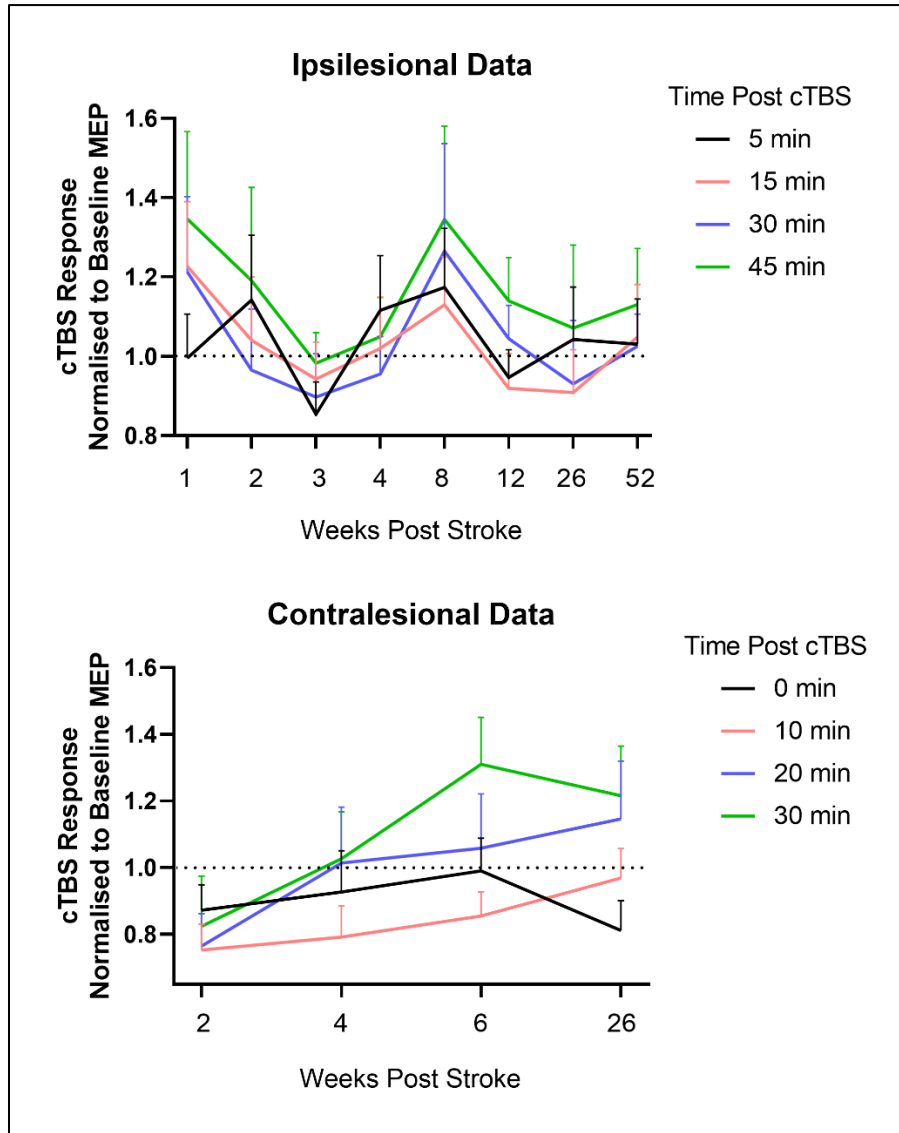 Ipsilesional Data
Time Post cTBS
5 min
15 min
30 min
45 min
cTBS Response
Normalised to Baseline MEP
1.6
1.4
1.2
1.0
0.8
1 2 3 4 8 12 26 52
Weeks Post Stroke
Contralesional Data
Time Post cTBS
0 min
10 min
20 min
30 min
cTBS Response
Normalised to Baseline MEP
1.6
1.4
1.2
1.0
0.8
2 4 6 26
Weeks Post Stroke